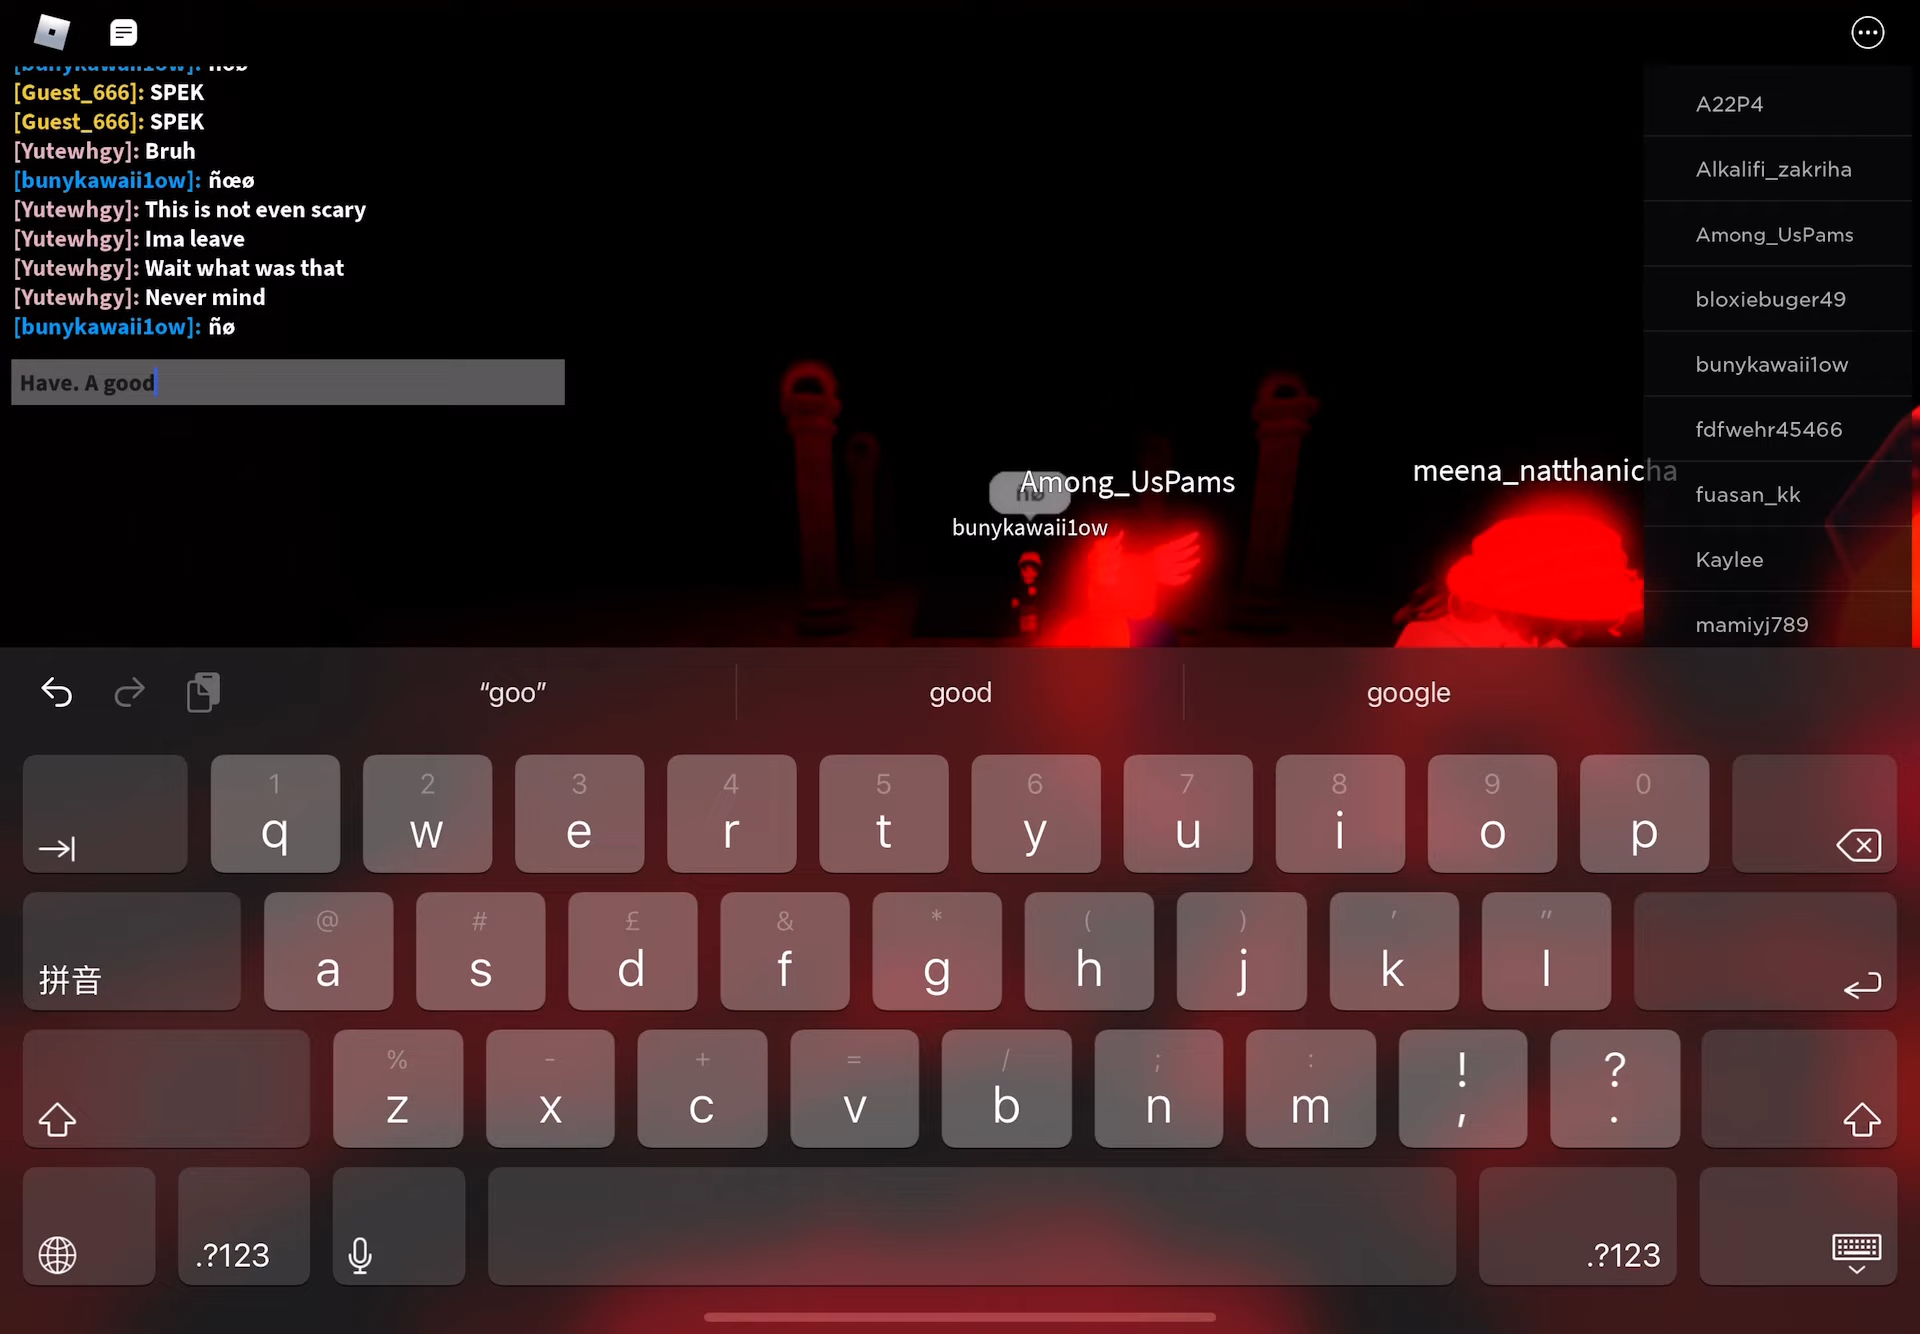 [Guest_666]: SPEK
[Guest_666]: SPEK
[Yutewhgy]: Bruh
[bunykawaii1ow]: ñœø
[Yutewhgy]: This is not even scary
[Yutewhgy]: Ima leave
[Yutewhgy]: Wait what was that
[Yutewhgy]: Never mind
[bunykawaii1ow]: ñø
Have. A good
A22P4
Alkalifi_zakriha
Among_UsPams
bloxiebuger49
bunykawaii1ow
fdfwehr45466
fuasan_kk
Kaylee
mamiyj789
Among_UsPams
ñø
bunykawaii1ow
meena_natthanicha
“goo” good google
1 2 3 4 5 6 7 8 9 0
q w e r t y u i o p
@ # £ & * ( ) ' "
拼音 a s d f g h j k l
% - + = / ; : ! ?
z x c v b n m , .
.?123 .?123